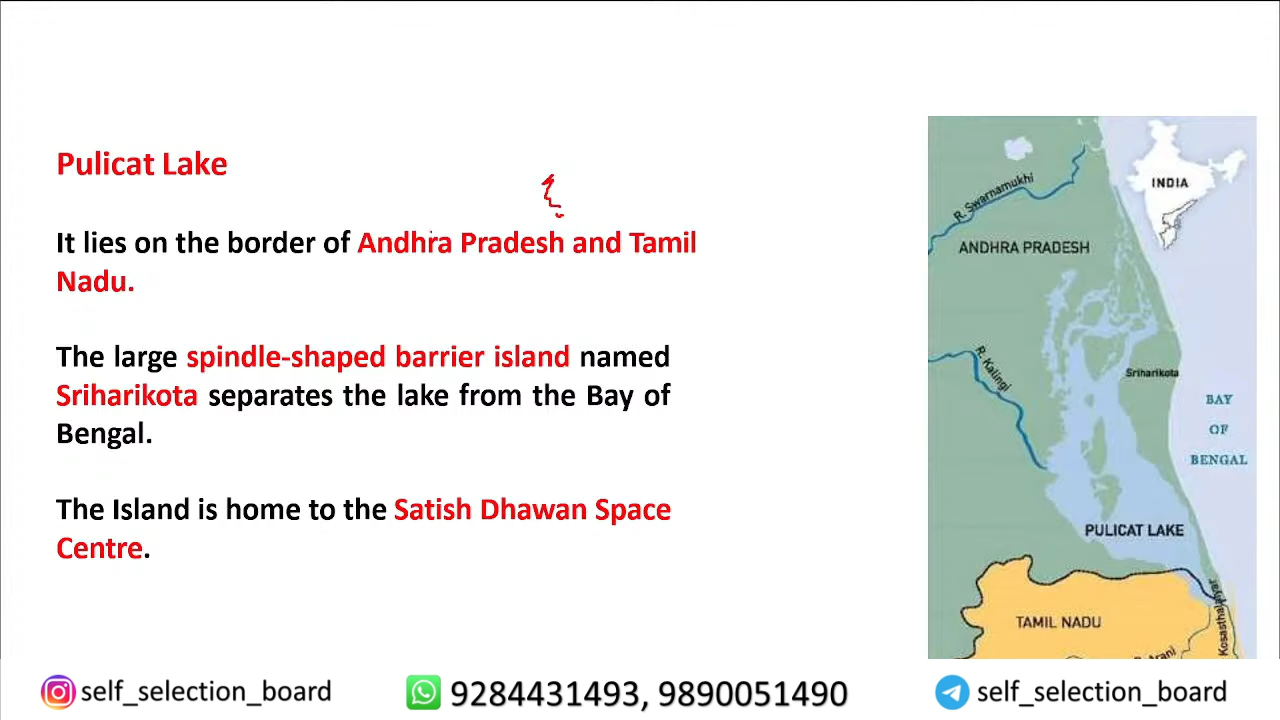 Pulicat Lake
It lies on the border of Andhra Pradesh and Tamil
Nadu.
The large spindle-shaped barrier island named
Sriharikota separates the lake from the Bay of
Bengal.
The Island is home to the Satish Dhawan Space
Centre.
INDIA
R. Swarnamukhi
ANDHRA PRADESH
R. Kalingi
Sriharikota
BAY
OF
BENGAL
PULICAT LAKE
TAMIL NADU
Kosasthalaiyar
Arani
self_selection_board
9284431493, 9890051490
self_selection_board